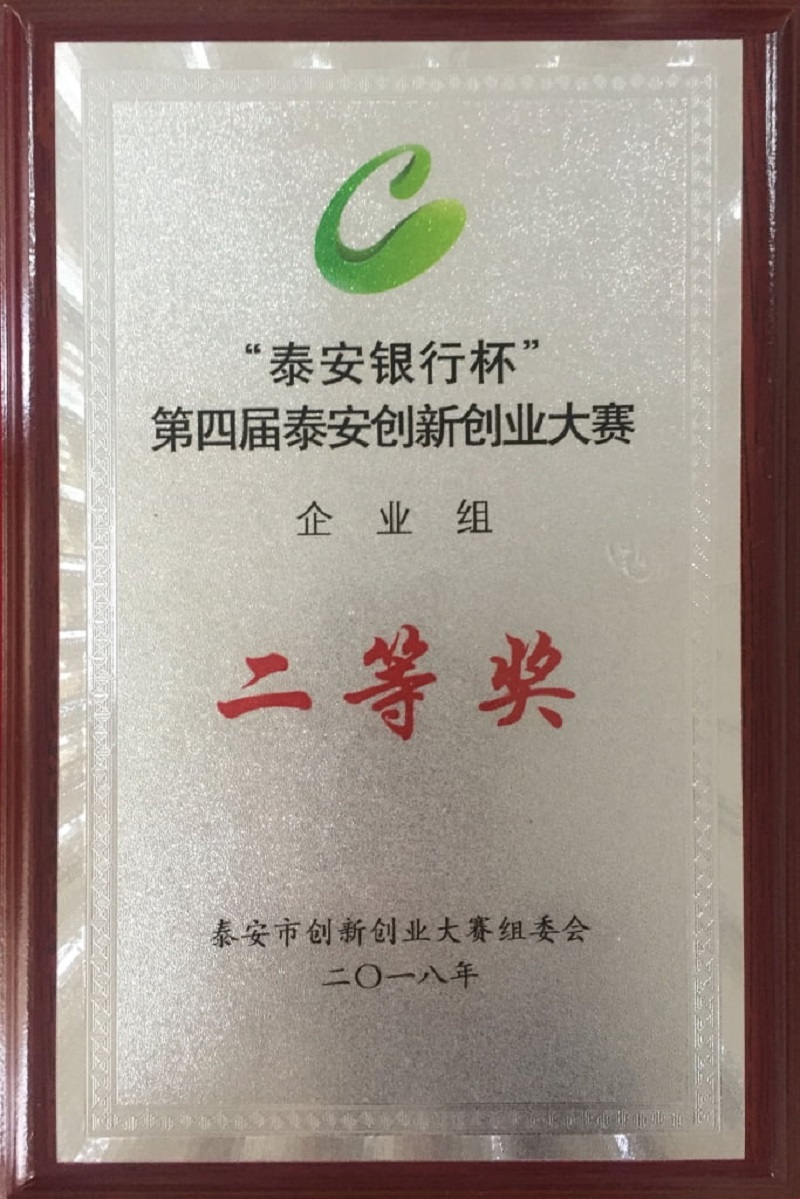 “泰安银行杯”
第四届泰安创新创业大赛
企业组
二等奖
泰安市创新创业大赛组委会
二〇一八年